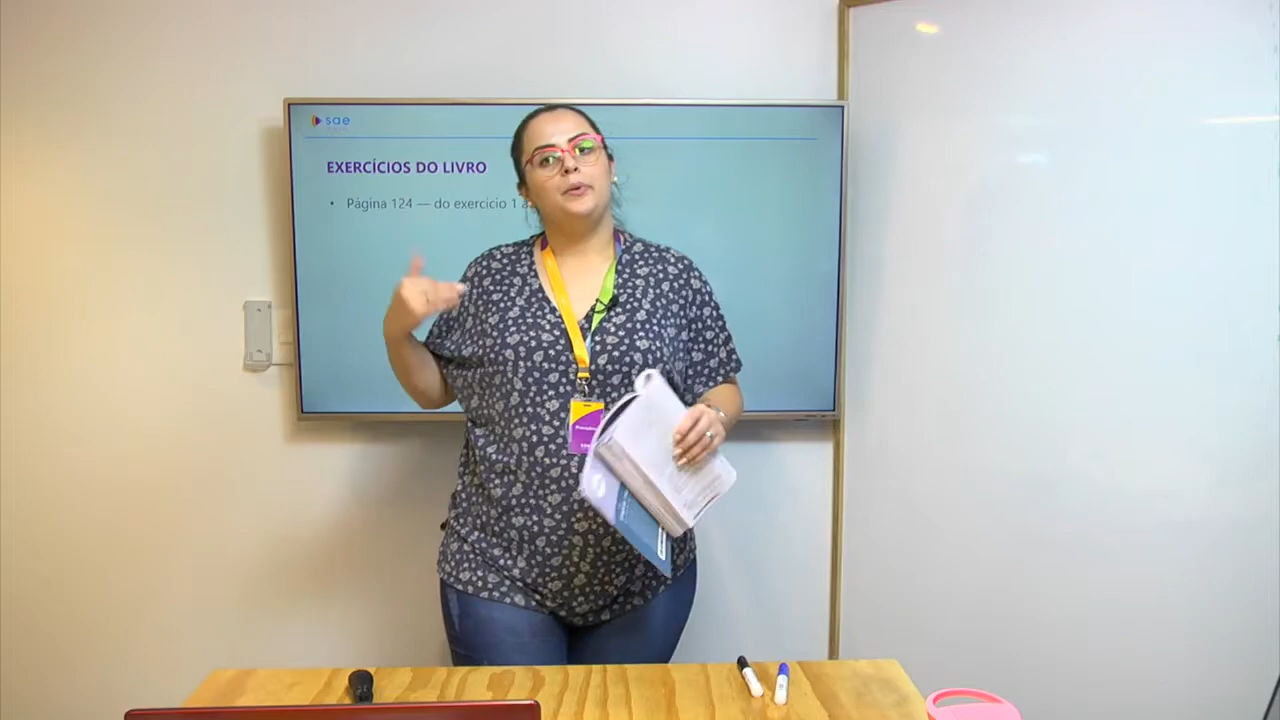 sae
EXERCÍCIOS DO LIVRO
• Página 124 — do exercício 1